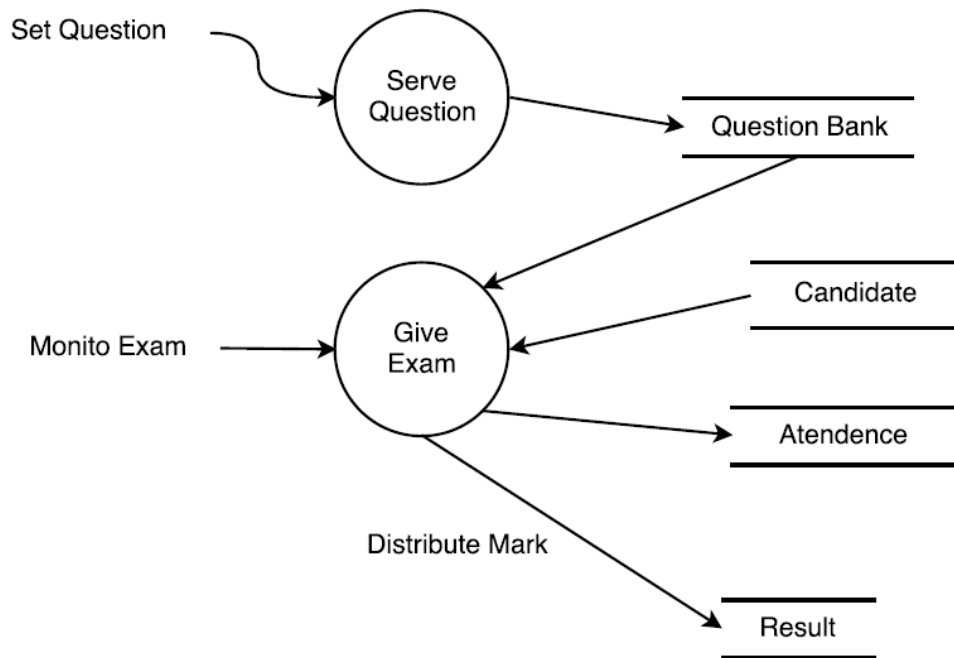 Set Question
Serve
Question
Question Bank
Candidate
Monito Exam
Give
Exam
Atendence
Distribute Mark
Result